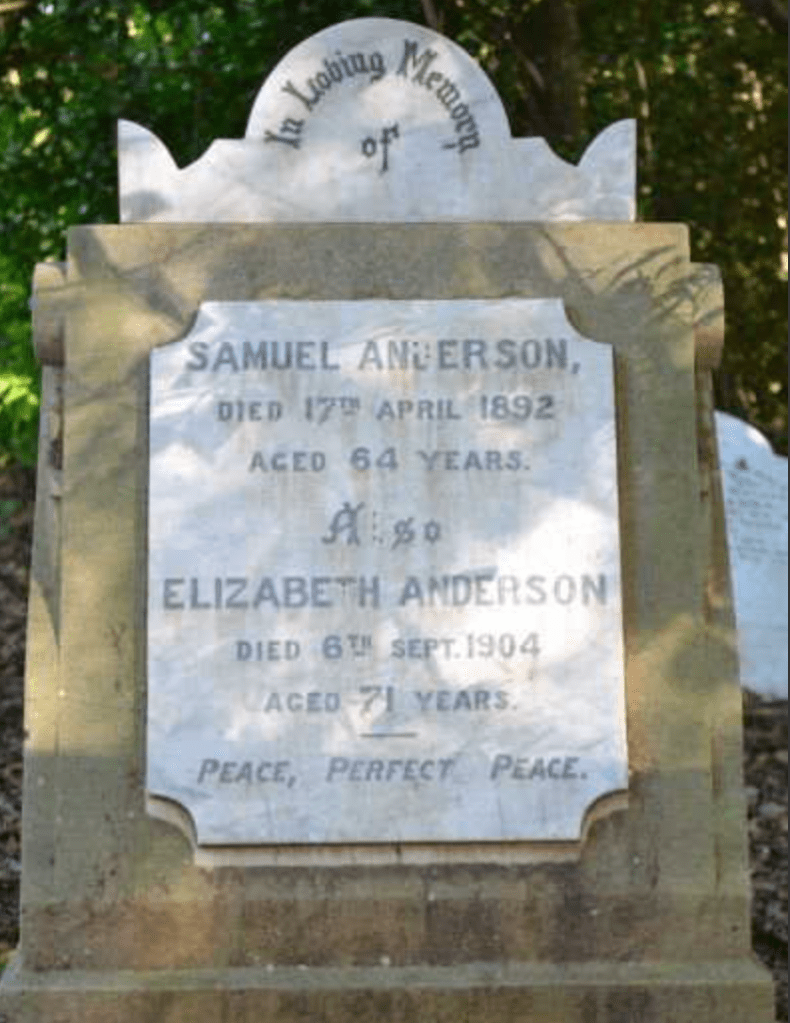 In Loving Memory
of
SAMUEL ANDERSON,
DIED 17TH APRIL 1892
AGED 64 YEARS.
Also
ELIZABETH ANDERSON
DIED 6TH SEPT. 1904
AGED 71 YEARS.
PEACE, PERFECT PEACE.